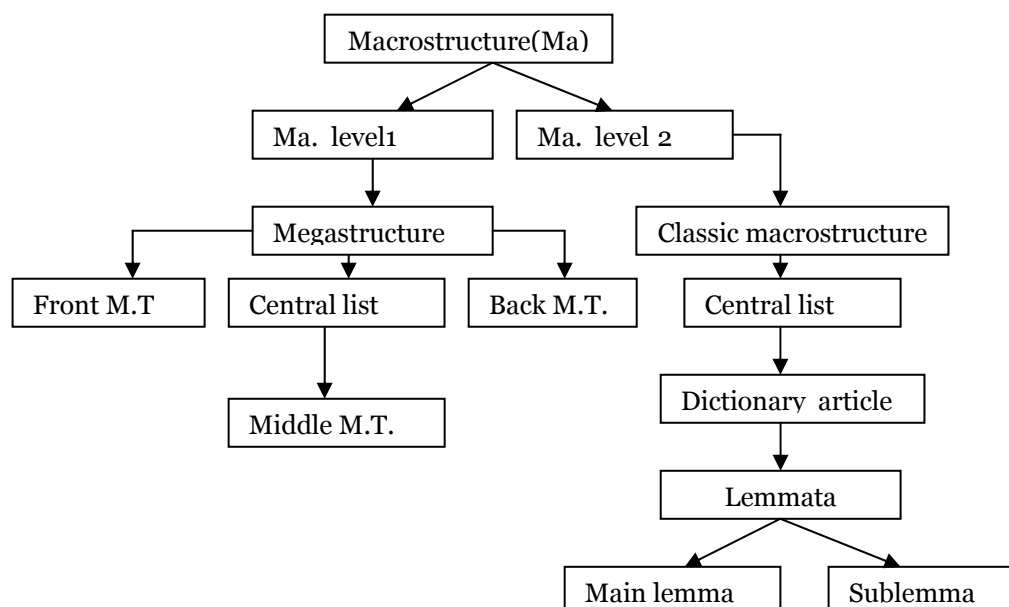 Macrostructure(Ma)
Ma. level1
Ma. level 2
Megastructure
Classic macrostructure
Front M.T
Central list
Back M.T.
Central list
Middle M.T.
Dictionary article
Lemmata
Main lemma
Sublemma